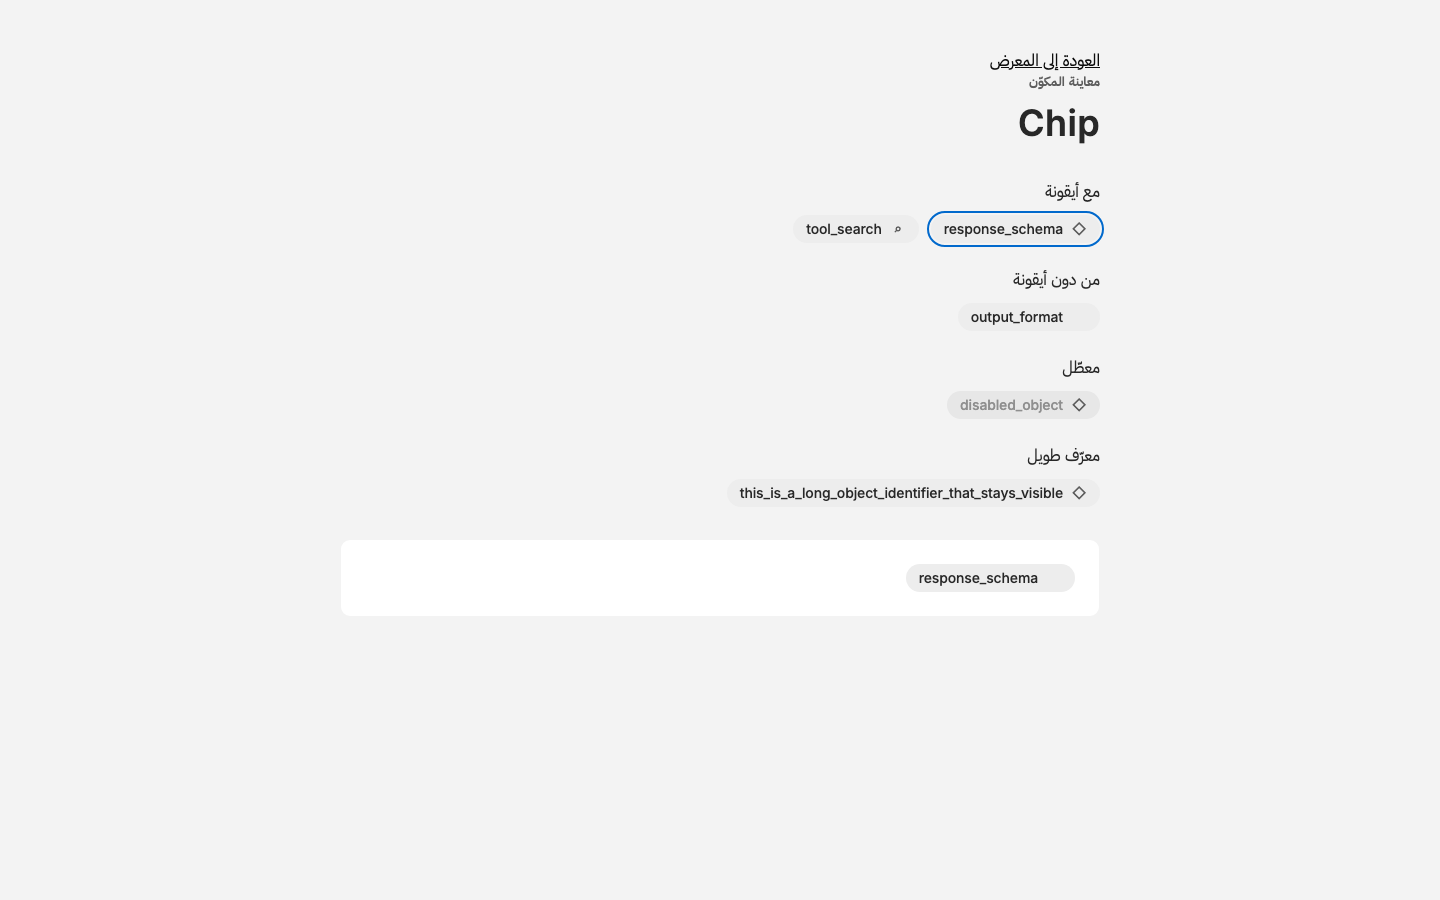 العودة إلى المعرض
معاينة المكوّن
Chip
مع أيقونة
response_schema
tool_search
من دون أيقونة
output_format
معطّل
disabled_object
معرّف طويل
this_is_a_long_object_identifier_that_stays_visible
response_schema